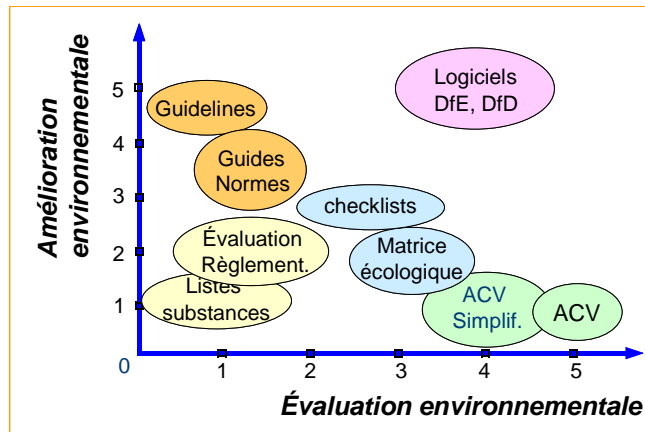 Amélioration
environnementale
5
4
3
2
1
0
Logiciels
DfE, DfD
Guidelines
Guides
Normes
checklists
Évaluation
Règlement.
Matrice
écologique
Listes
substances
ACV
Simplif.
ACV
1
2
3
4
5
Évaluation environnementale